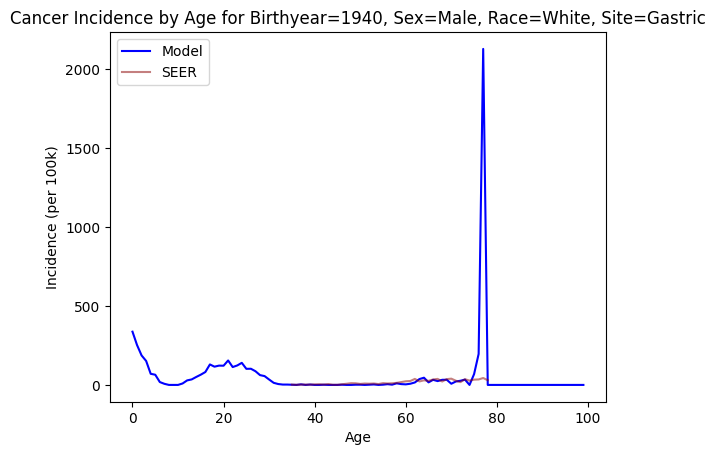 Cancer Incidence by Age for Birthyear=1940, Sex=Male, Race=White, Site=Gastric
Model
SEER
2000
1500
1000
500
0
Incidence (per 100k)
0 20 40 60 80 100
Age